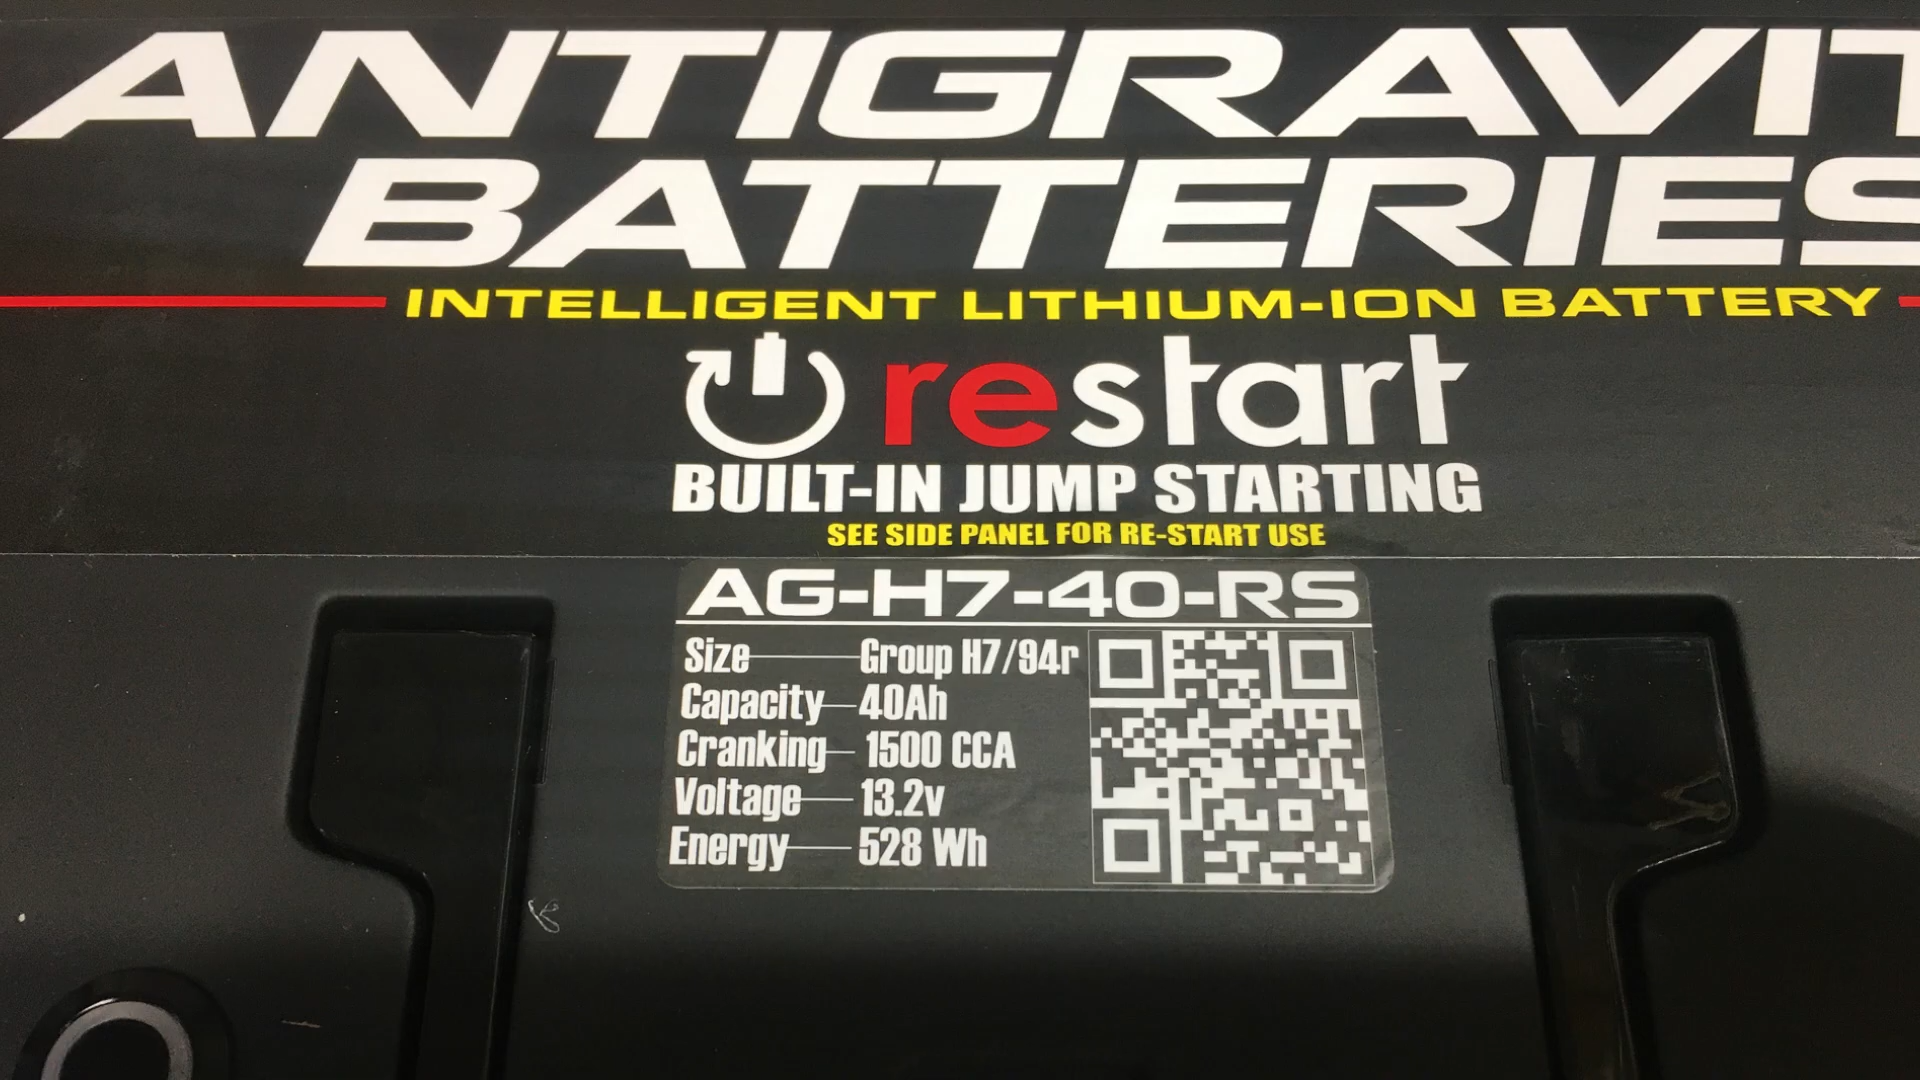 ANTIGRAVIT
BATTERIES
INTELLIGENT LITHIUM-ION BATTERY
restart
BUILT-IN JUMP STARTING
SEE SIDE PANEL FOR RE-START USE
AG-H7-40-RS
Size Group H7/94r
Capacity 40Ah
Cranking 1500 CCA
Voltage 13.2v
Energy 528 Wh